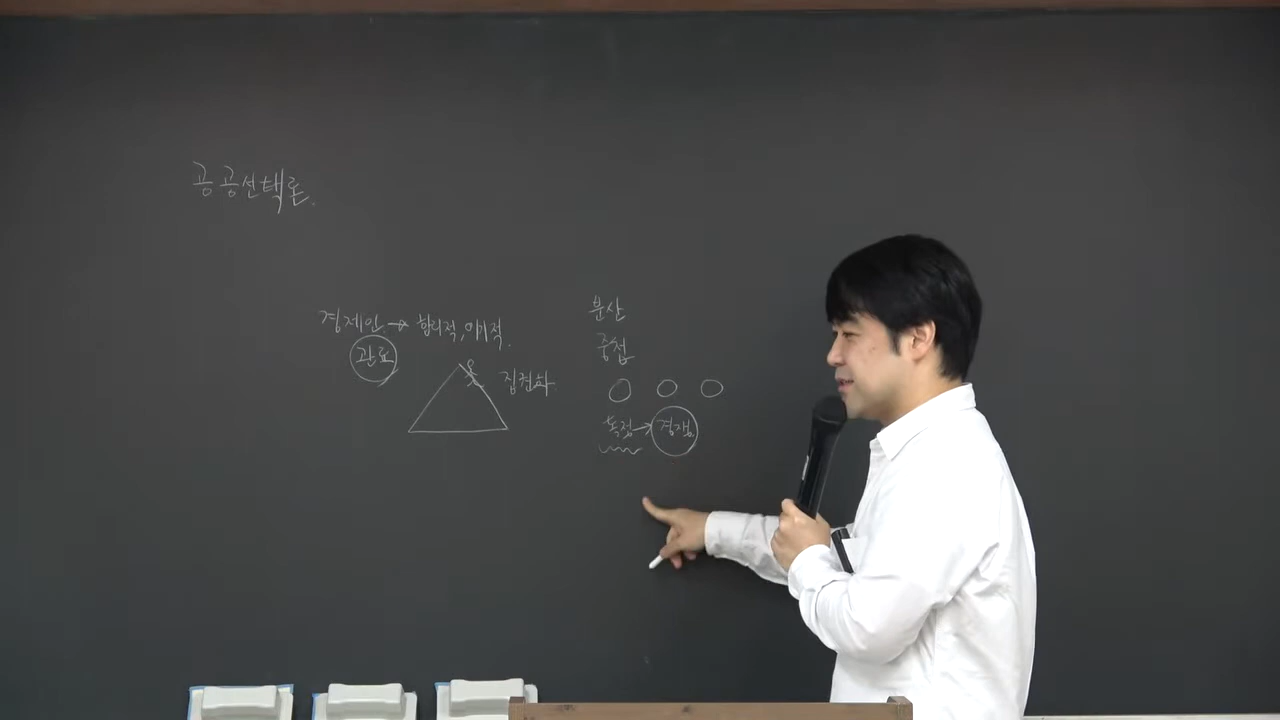 공공선택론.
경제인 → 합리적, 이기적.
관료
집권화
분산
중첩
독점 → 경쟁